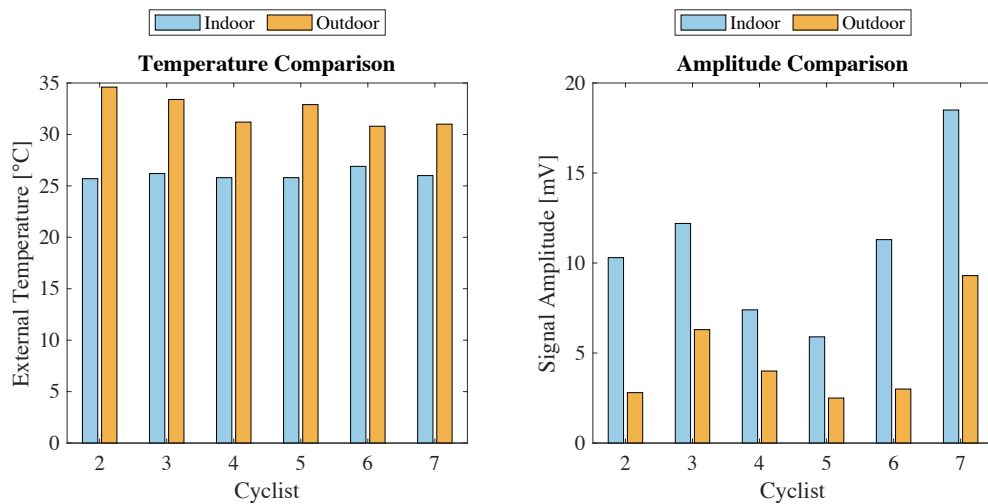 Indoor Outdoor
Temperature Comparison
35
30
25
20
15
10
5
0
External Temperature [°C]
2 3 4 5 6 7
Cyclist
Indoor Outdoor
Amplitude Comparison
20
15
10
5
0
Signal Amplitude [mV]
2 3 4 5 6 7
Cyclist